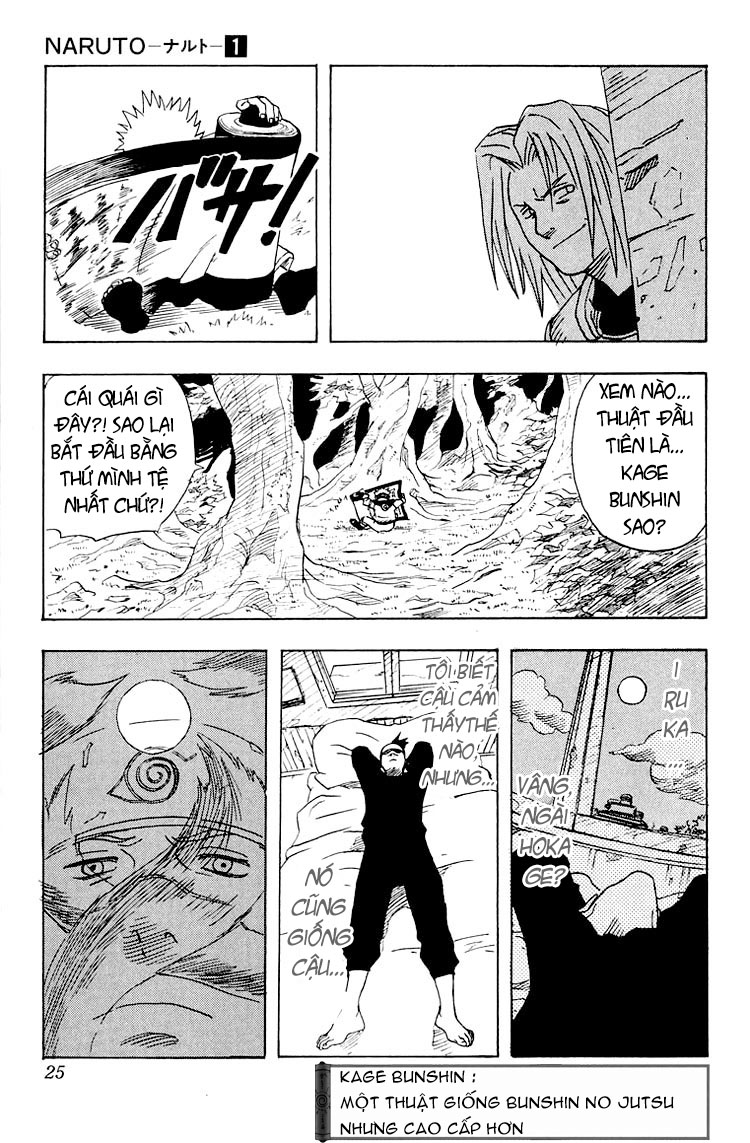 NARUTO —ナルト— 1
バサ!
XEM NÀO...
THUẬT ĐẦU
TIÊN LÀ...
KAGE
BUNSHIN
SAO?
CÁI QUÁI GÌ
ĐÂY?! SAO LẠI
BẮT ĐẦU BẰNG
THỨ MÌNH TỆ
NHẤT CHỨ?!
I
RU
KA
....
VÂNG,
NGÀI
HOKA
GE?
TÔI BIẾT
CẬU CẢM
THẤY THẾ
NÀO,
NHƯNG...
NÓ
CŨNG
GIỐNG
CẬU...
25
KAGE BUNSHIN :
MỘT THUẬT GIỐNG BUNSHIN NO JUTSU
NHƯNG CAO CẤP HƠN